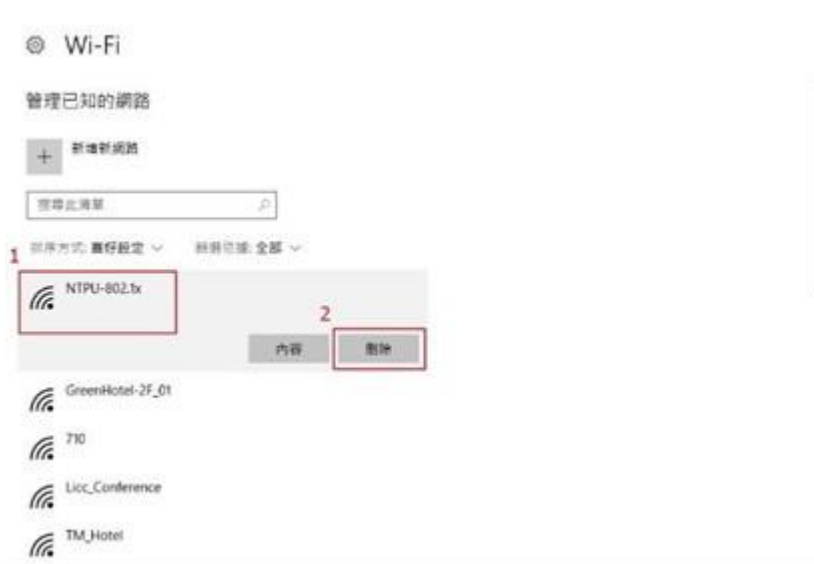 Wi-Fi
管理已知的網路
新增新網路
搜尋此清單
排序方式: 喜好設定 篩選依據: 全部
1
NTPU-802.1x
2
內容 刪除
GreenHotel-2F_01
710
Licc_Conference
TM_Hotel